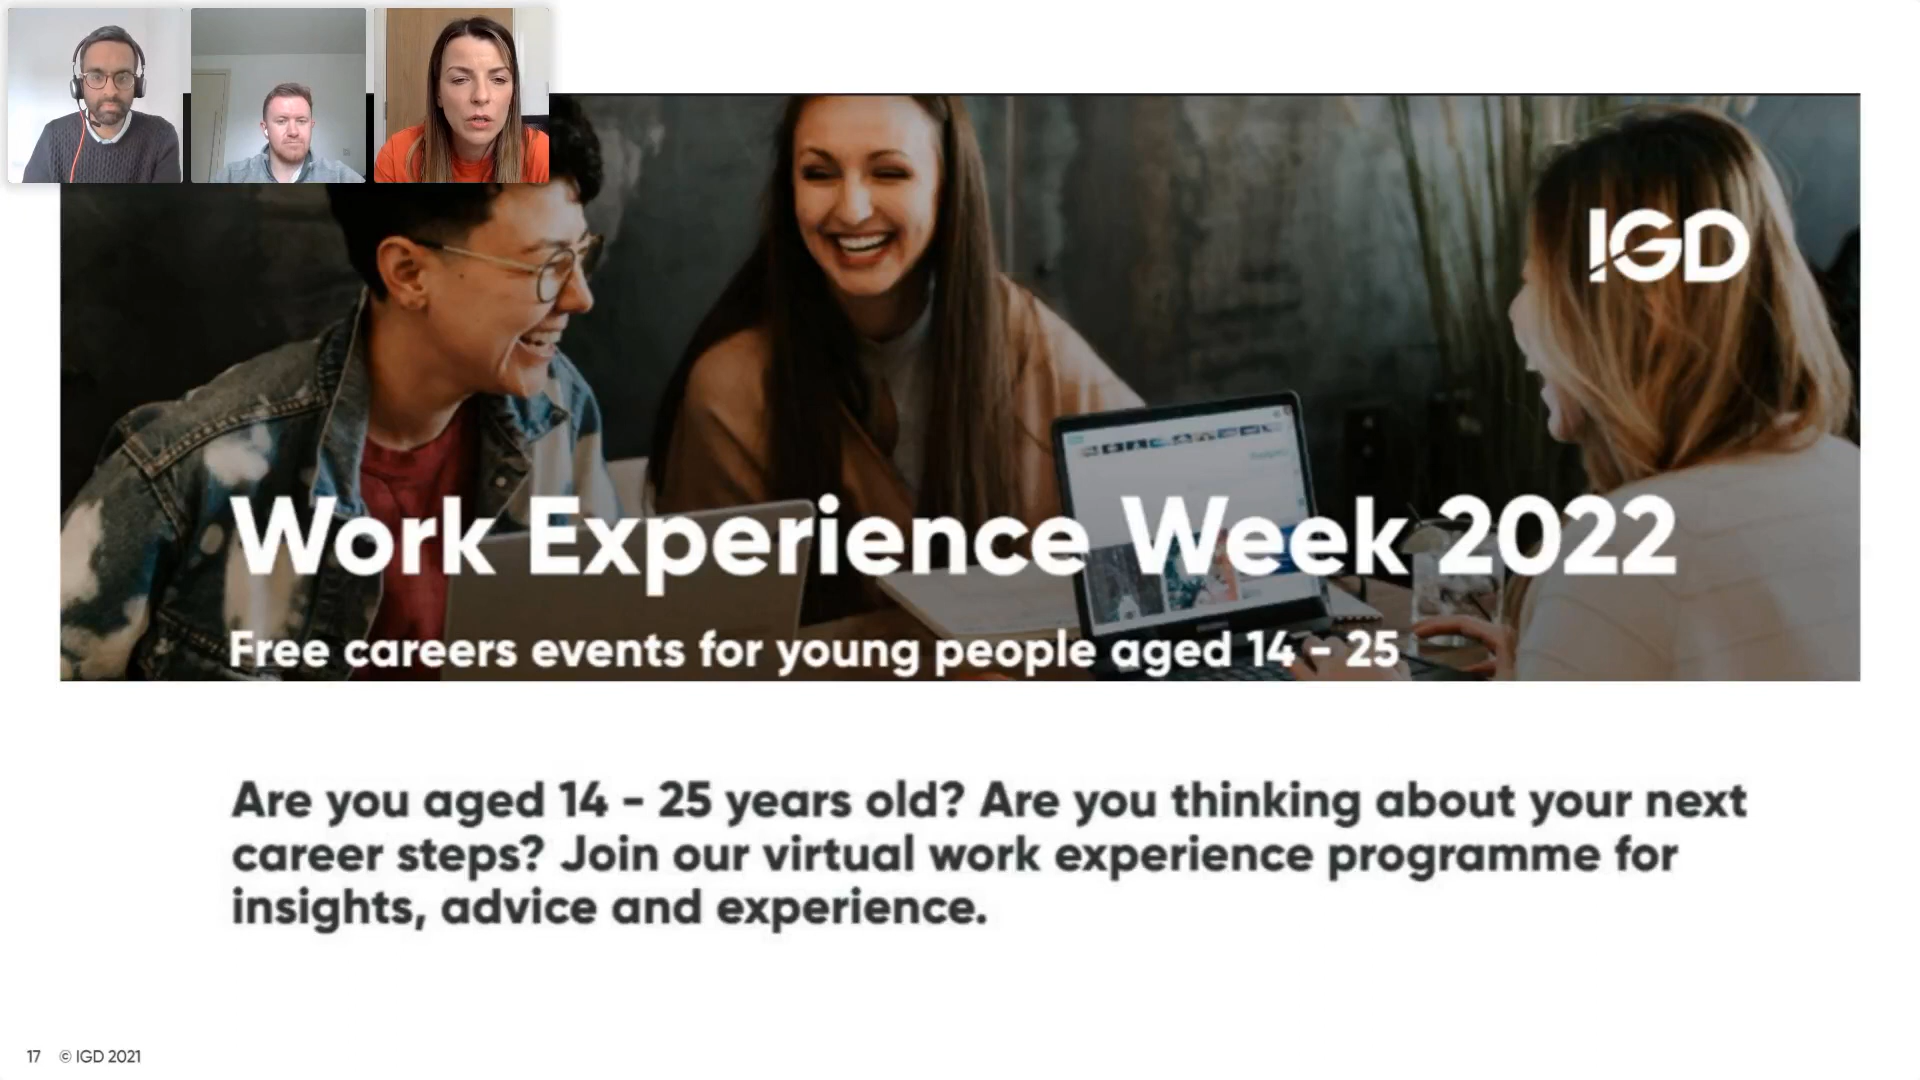 IGD
Work Experience Week 2022
Free careers events for young people aged 14 - 25
Are you aged 14 - 25 years old? Are you thinking about your next
career steps? Join our virtual work experience programme for
insights, advice and experience.
17 © IGD 2021